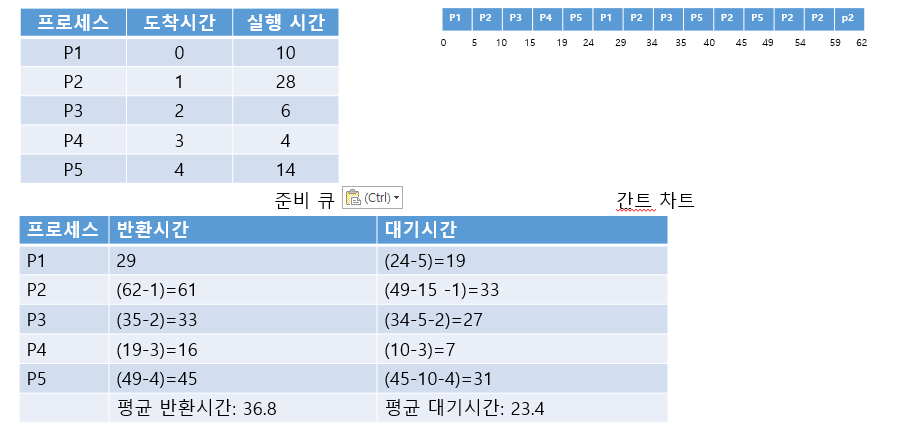 프로세스 도착시간 실행 시간
P1 0 10
P2 1 28
P3 2 6
P4 3 4
P5 4 14
P1 P2 P3 P4 P5 P1 P2 P3 P5 P2 P5 P2 P2 p2
0 5 10 15 19 24 29 34 35 40 45 49 54 59 62
준비 큐 (Ctrl)
간트 차트
프로세스 반환시간 대기시간
P1 29 (24-5)=19
P2 (62-1)=61 (49-15 -1)=33
P3 (35-2)=33 (34-5-2)=27
P4 (19-3)=16 (10-3)=7
P5 (49-4)=45 (45-10-4)=31
평균 반환시간: 36.8 평균 대기시간: 23.4